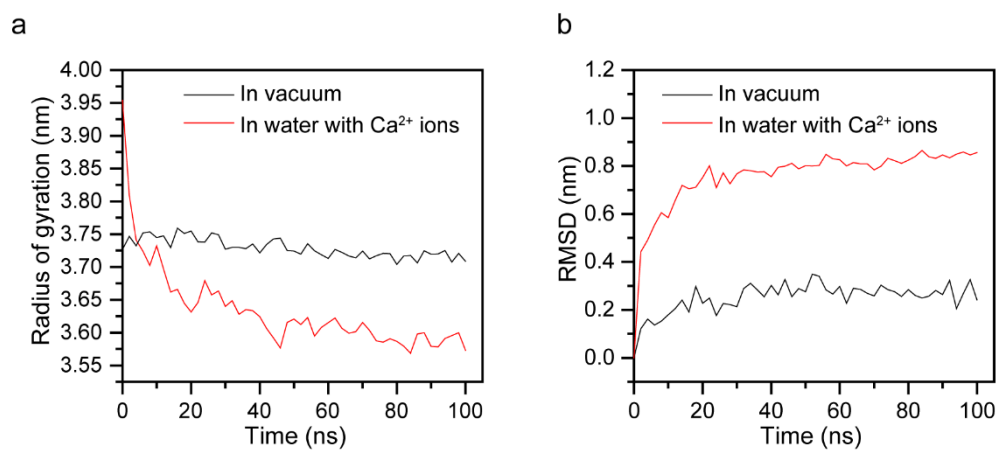 a
4.00
3.95
3.90
3.85
3.80
3.75
3.70
3.65
3.60
3.55
Radius of gyration (nm)
In vacuum
In water with Ca²⁺ ions
0 20 40 60 80 100
Time (ns)
b
1.2
1.0
0.8
0.6
0.4
0.2
0.0
RMSD (nm)
In vacuum
In water with Ca²⁺ ions
0 20 40 60 80 100
Time (ns)